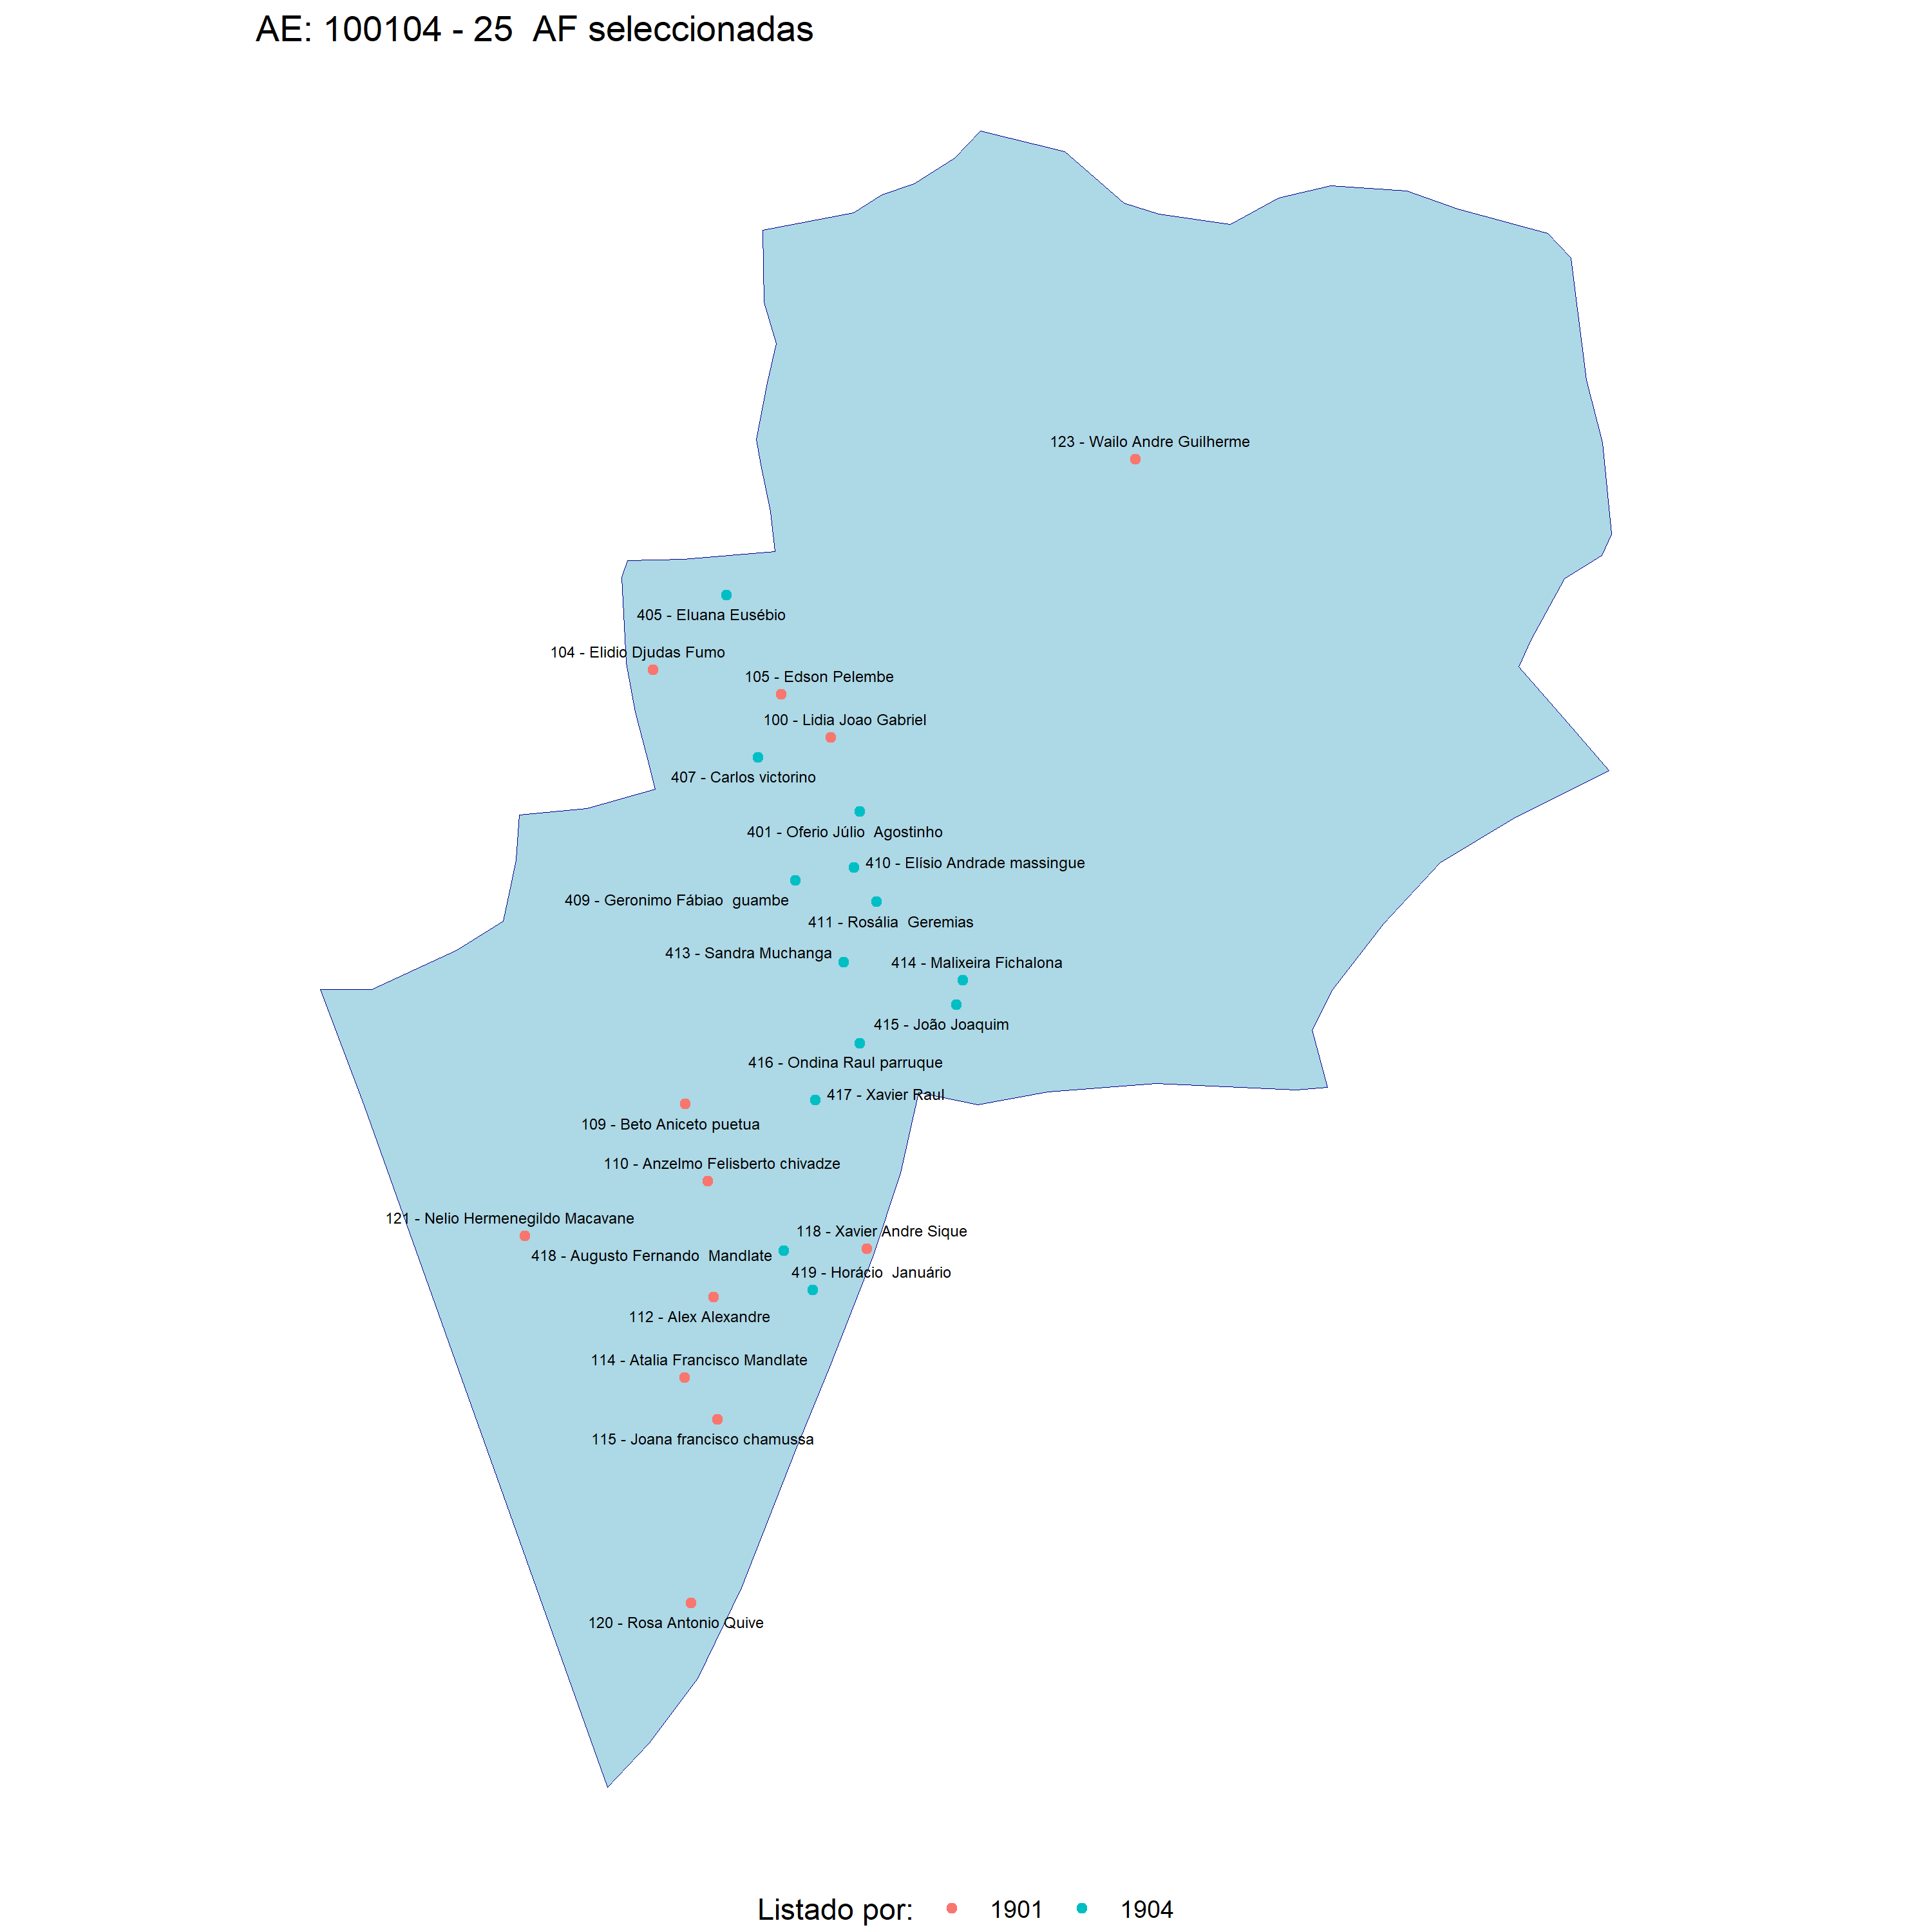 AE: 100104 - 25  AF seleccionadas
123 - Wailo Andre Guilherme
405 - Eluana Eusébio
104 - Elidio Djudas Fumo
105 - Edson Pelembe
100 - Lidia Joao Gabriel
407 - Carlos victorino
401 - Oferio Júlio  Agostinho
410 - Elísio Andrade massingue
409 - Geronimo Fábiao  guambe
411 - Rosália  Geremias
413 - Sandra Muchanga
414 - Malixeira Fichalona
415 - João Joaquim
416 - Ondina Raul parruque
417 - Xavier Raul
109 - Beto Aniceto puetua
110 - Anzelmo Felisberto chivadze
121 - Nelio Hermenegildo Macavane
118 - Xavier Andre Sique
418 - Augusto Fernando  Mandlate
419 - Horácio  Januário
112 - Alex Alexandre
114 - Atalia Francisco Mandlate
115 - Joana francisco chamussa
120 - Rosa Antonio Quive
Listado por: 1901 1904